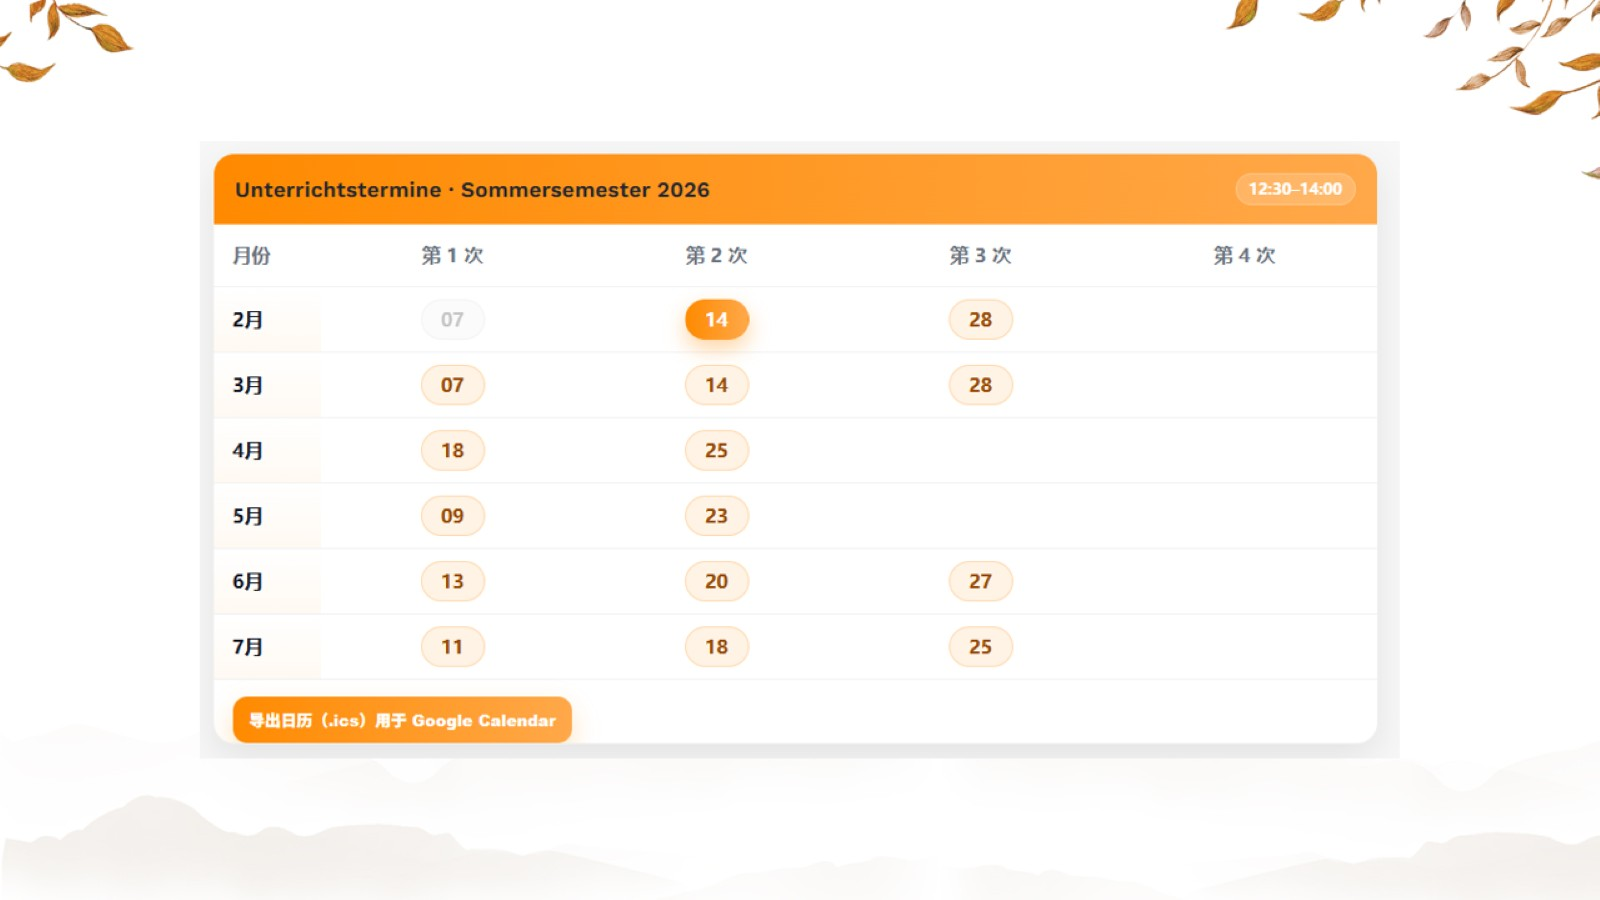 Unterrichtstermine · Sommersemester 2026 12:30–14:00
月份 第 1 次 第 2 次 第 3 次 第 4 次
2月 07 14 28
3月 07 14 28
4月 18 25
5月 09 23
6月 13 20 27
7月 11 18 25
导出日历（.ics）用于 Google Calendar